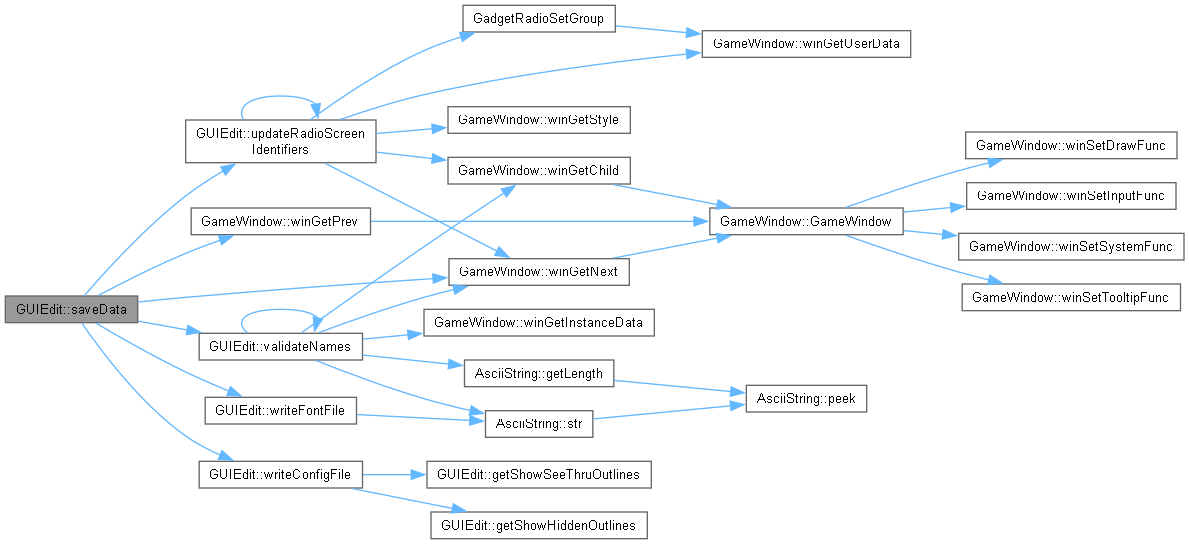 GadgetRadioSetGroup
GameWindow::winGetUserData
GUIEdit::updateRadioScreen
Identifiers
GameWindow::winGetStyle
GameWindow::winGetChild
GameWindow::winSetDrawFunc
GameWindow::winSetInputFunc
GameWindow::winGetPrev
GameWindow::GameWindow
GameWindow::winSetSystemFunc
GameWindow::winGetNext
GameWindow::winSetTooltipFunc
GUIEdit::saveData
GameWindow::winGetInstanceData
GUIEdit::validateNames
AsciiString::getLength
AsciiString::peek
GUIEdit::writeFontFile
AsciiString::str
GUIEdit::writeConfigFile
GUIEdit::getShowSeeThruOutlines
GUIEdit::getShowHiddenOutlines